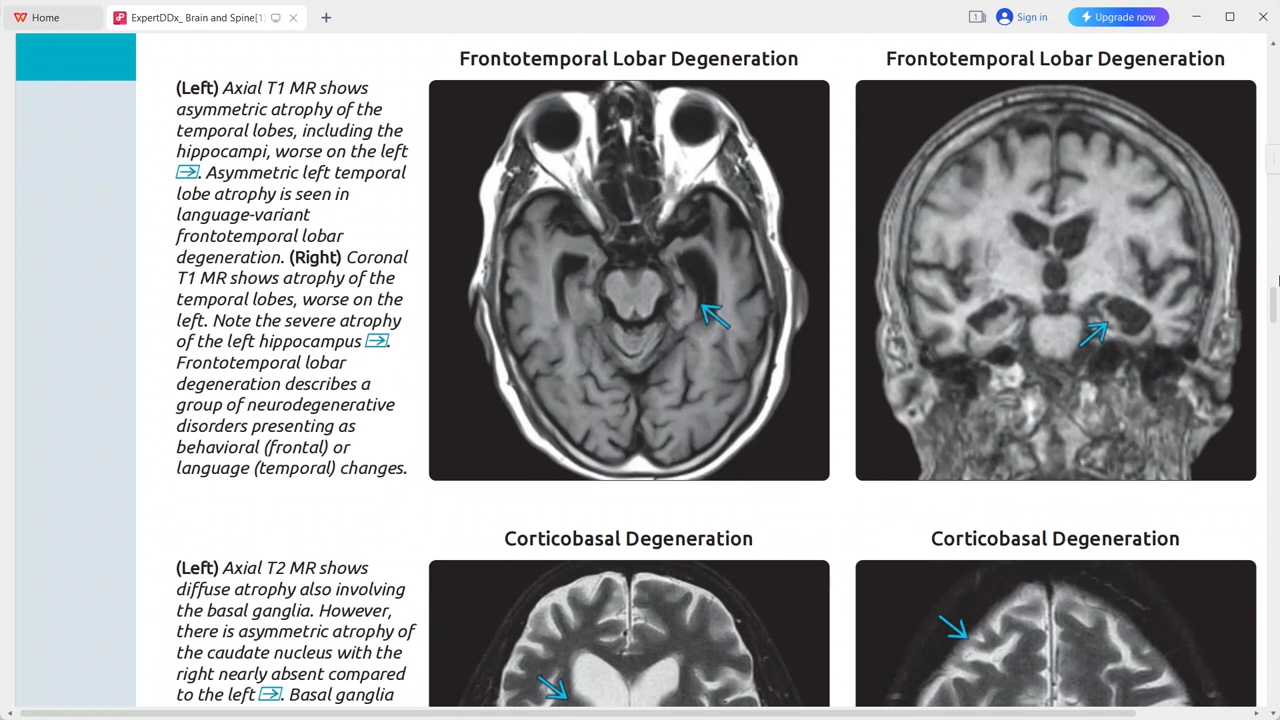 Home
ExpertDDx_ Brain and Spine[1]
1
Sign in
Upgrade now
Frontotemporal Lobar Degeneration
Frontotemporal Lobar Degeneration
(Left) Axial T1 MR shows
asymmetric atrophy of the
temporal lobes, including the
hippocampi, worse on the left
. Asymmetric left temporal
lobe atrophy is seen in
language-variant
frontotemporal lobar
degeneration. (Right) Coronal
T1 MR shows atrophy of the
temporal lobes, worse on the
left. Note the severe atrophy
of the left hippocampus .
Frontotemporal lobar
degeneration describes a
group of neurodegenerative
disorders presenting as
behavioral (frontal) or
language (temporal) changes.
Corticobasal Degeneration
Corticobasal Degeneration
(Left) Axial T2 MR shows
diffuse atrophy also involving
the basal ganglia. However,
there is asymmetric atrophy of
the caudate nucleus with the
right nearly absent compared
to the left . Basal ganglia